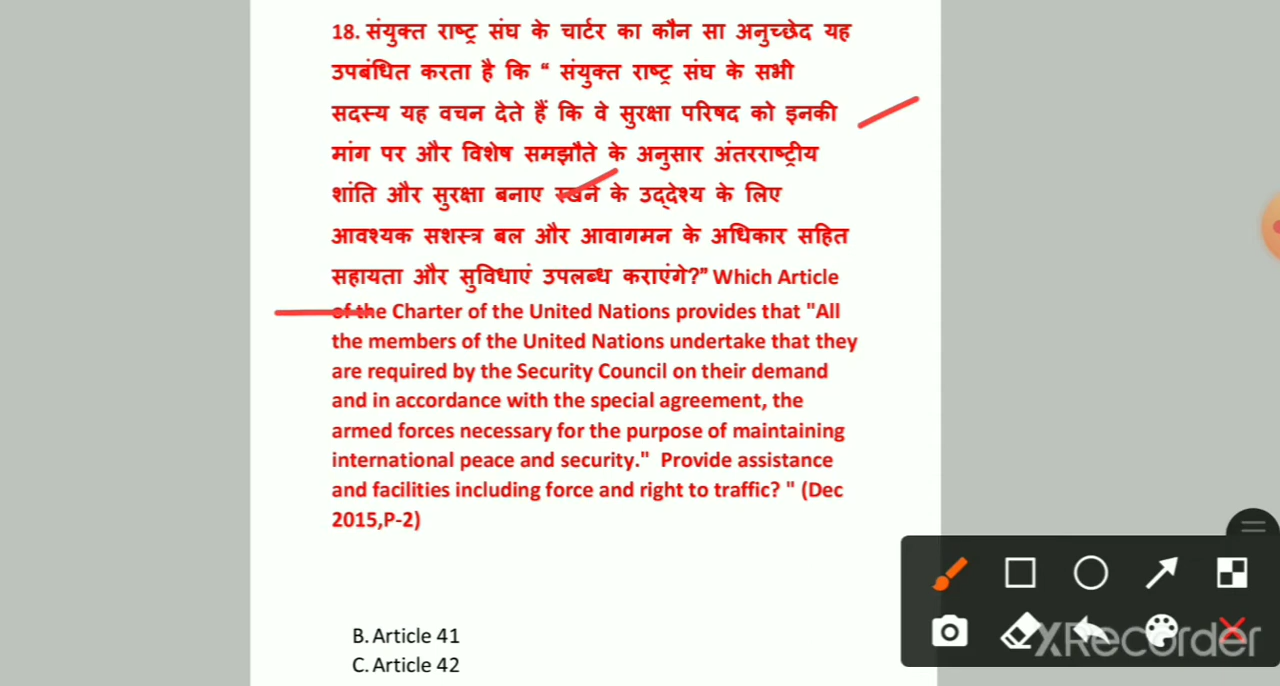 18. संयुक्त राष्ट्र संघ के चार्टर का कौन सा अनुच्छेद यह
उपबंधित करता है कि “ संयुक्त राष्ट्र संघ के सभी
सदस्य यह वचन देते हैं कि वे सुरक्षा परिषद को इनकी
मांग पर और विशेष समझौते के अनुसार अंतरराष्ट्रीय
शांति और सुरक्षा बनाए रखने के उद्देश्य के लिए
आवश्यक सशस्त्र बल और आवागमन के अधिकार सहित
सहायता और सुविधाएं उपलब्ध कराएंगे?” Which Article
of the Charter of the United Nations provides that "All
the members of the United Nations undertake that they
are required by the Security Council on their demand
and in accordance with the special agreement, the
armed forces necessary for the purpose of maintaining
international peace and security."  Provide assistance
and facilities including force and right to traffic? " (Dec
2015,P-2)
B. Article 41
C. Article 42
XRecorder